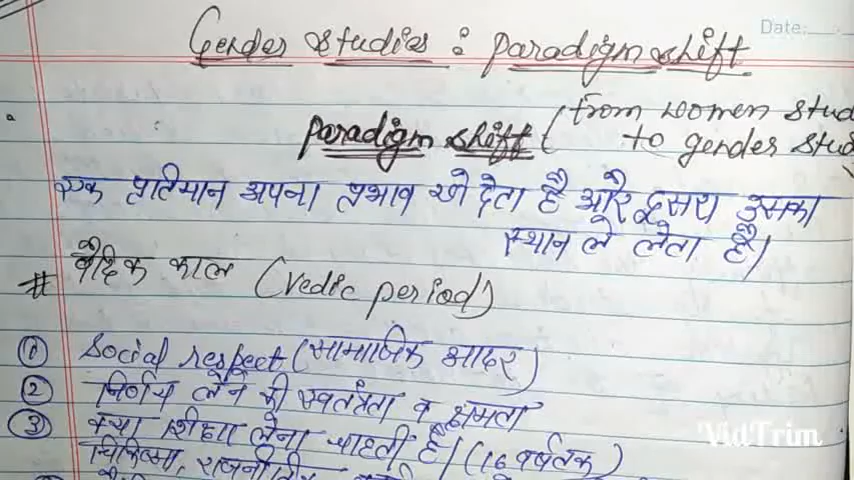 Date:
Gender studies : paradigm shift
paradigm shift (from women stud
to gender stud
एक प्रतिमान अपना प्रभाव खो देता है और दूसरा उसका
स्थान ले लेता है।
# वैदिक काल (Vedic period)
① Social respect (सामाजिक आदर)
② निर्णय लेने की स्वतंत्रता व क्षमता
③ क्या शिक्षा लेना चाहती है। (16 वर्ष तक)
चिकित्सा, राजनीति
VidTrim